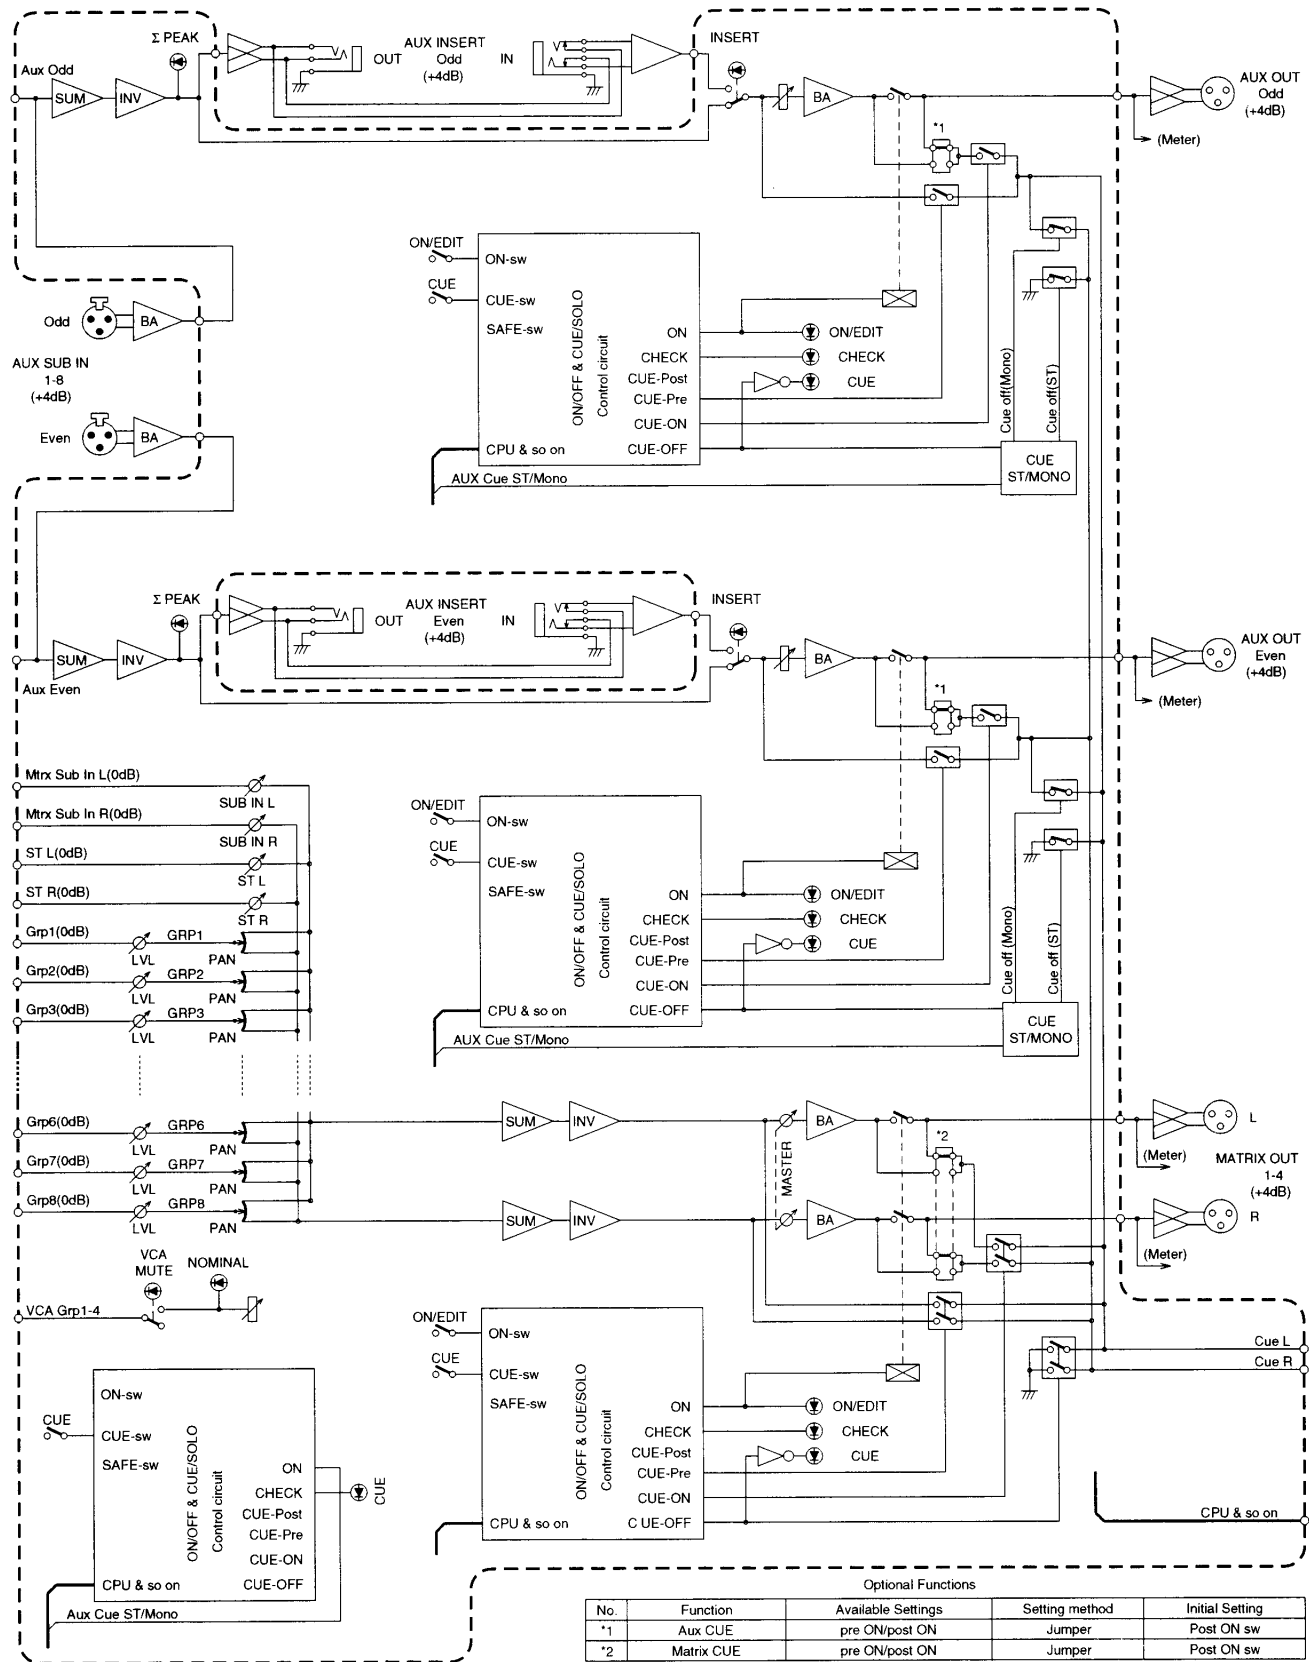 Σ PEAK
Aux Odd
SUM
INV
OUT
AUX INSERT
Odd
(+4dB)
IN
INSERT
BA
*1
AUX OUT
Odd
(+4dB)
(Meter)
ON/EDIT
CUE
ON-sw
CUE-sw
SAFE-sw
ON/OFF & CUE/SOLO
Control circuit
ON
CHECK
CUE-Post
CUE-Pre
CUE-ON
CUE-OFF
CPU & so on
ON/EDIT
CHECK
CUE
Cue off(Mono)
Cue off(ST)
CUE
ST/MONO
AUX Cue ST/Mono
Odd
BA
AUX SUB IN
1-8
(+4dB)
Even
BA
Σ PEAK
SUM
INV
Aux Even
OUT
AUX INSERT
Even
(+4dB)
IN
INSERT
BA
*1
AUX OUT
Even
(+4dB)
(Meter)
ON/EDIT
CUE
ON-sw
CUE-sw
SAFE-sw
ON/OFF & CUE/SOLO
Control circuit
ON
CHECK
CUE-Post
CUE-Pre
CUE-ON
CUE-OFF
CPU & so on
ON/EDIT
CHECK
CUE
Cue off (Mono)
Cue off (ST)
CUE
ST/MONO
AUX Cue ST/Mono
Mtrx Sub In L(0dB)
SUB IN L
Mtrx Sub In R(0dB)
SUB IN R
ST L(0dB)
ST L
ST R(0dB)
ST R
Grp1(0dB)
LVL
GRP1
PAN
Grp2(0dB)
LVL
GRP2
PAN
Grp3(0dB)
LVL
GRP3
PAN
Grp6(0dB)
LVL
GRP6
PAN
Grp7(0dB)
LVL
GRP7
PAN
Grp8(0dB)
LVL
GRP8
PAN
SUM
INV
BA
*2
MASTER
SUM
INV
BA
L
(Meter)
MATRIX OUT
1-4
(+4dB)
R
(Meter)
VCA
MUTE
NOMINAL
VCA Grp1-4
ON/EDIT
CUE
ON-sw
CUE-sw
SAFE-sw
ON/OFF & CUE/SOLO
Control circuit
ON
CHECK
CUE-Post
CUE-Pre
CUE-ON
C UE-OFF
CPU & so on
ON/EDIT
CHECK
CUE
Cue L
Cue R
CPU & so on
CUE
ON-sw
CUE-sw
SAFE-sw
ON/OFF & CUE/SOLO
Control circuit
ON
CHECK
CUE-Post
CUE-Pre
CUE-ON
CUE-OFF
CPU & so on
CUE
Aux Cue ST/Mono
Optional Functions
No. Function Available Settings Setting method Initial Setting
*1 Aux CUE pre ON/post ON Jumper Post ON sw
*2 Matrix CUE pre ON/post ON Jumper Post ON sw